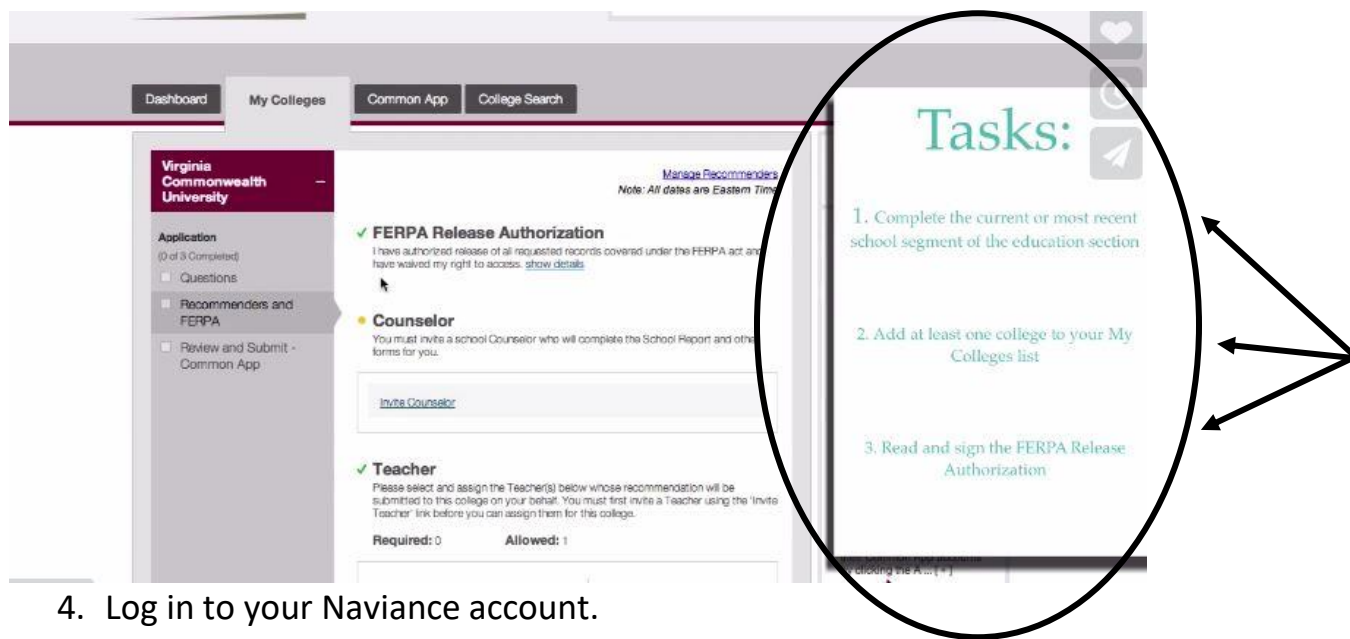 Dashboard
My Colleges
Common App
College Search
Virginia
Commonwealth
University
Application
(0 of 3 Completed)
Questions
Recommenders and
FERPA
Review and Submit -
Common App
Manage Recommenders
Note: All dates are Eastern Time
FERPA Release Authorization
I have authorized release of all requested records covered under the FERPA act and
have waived my right to access. show details
Counselor
You must invite a school Counselor who will complete the School Report and othe
forms for you.
Invite Counselor
Teacher
Please select and assign the Teacher(s) below whose recommendation will be
submitted to this college on your behalf. You must first invite a Teacher using the 'Invite
Teacher' link before you can assign them for this college.
Required: 0 Allowed: 1
Tasks:
1. Complete the current or most recent
school segment of the education section
2. Add at least one college to your My
Colleges list
3. Read and sign the FERPA Release
Authorization
clicking the A ... [ + ]
4. Log in to your Naviance account.